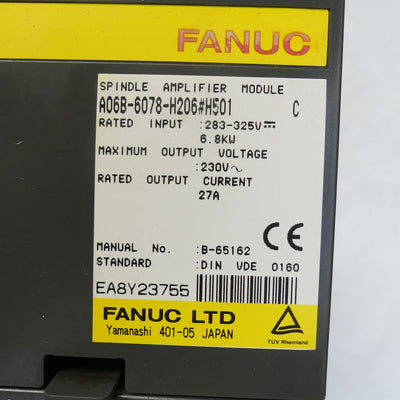 FANUC
SPINDLE AMPLIFIER MODULE
A06B-6078-H206#H501 C
RATED INPUT :283-325V⎓
6.8KW
MAXIMUM OUTPUT VOLTAGE
:230V~
RATED OUTPUT CURRENT
27A
MANUAL No. :B-65162
STANDARD :DIN VDE 0160
CE
EA8Y23755
FANUC LTD
Yamanashi 401-05 JAPAN
TUV Rheinland